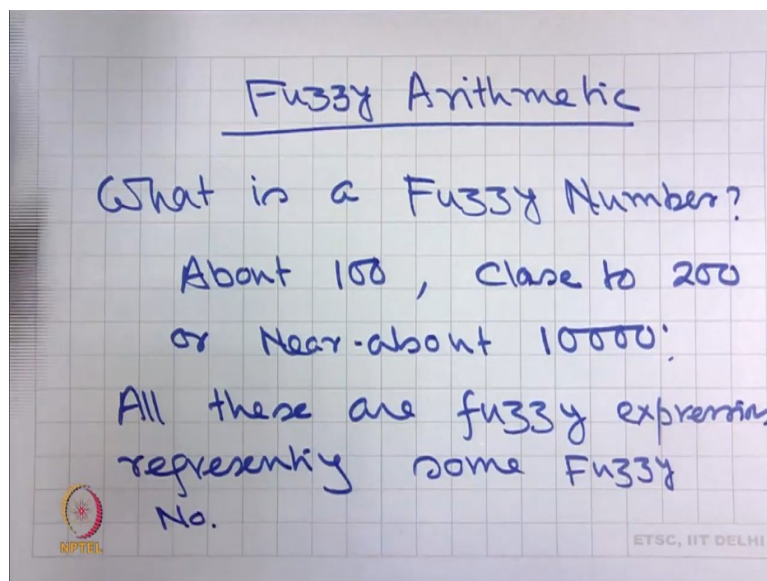 Fuzzy Arithmetic
What is a Fuzzy Number?
About 100, Close to 200
or Near-about 10000:
All these are fuzzy expression
representing some Fuzzy
No.
NPTEL
ETSC, IIT DELHI